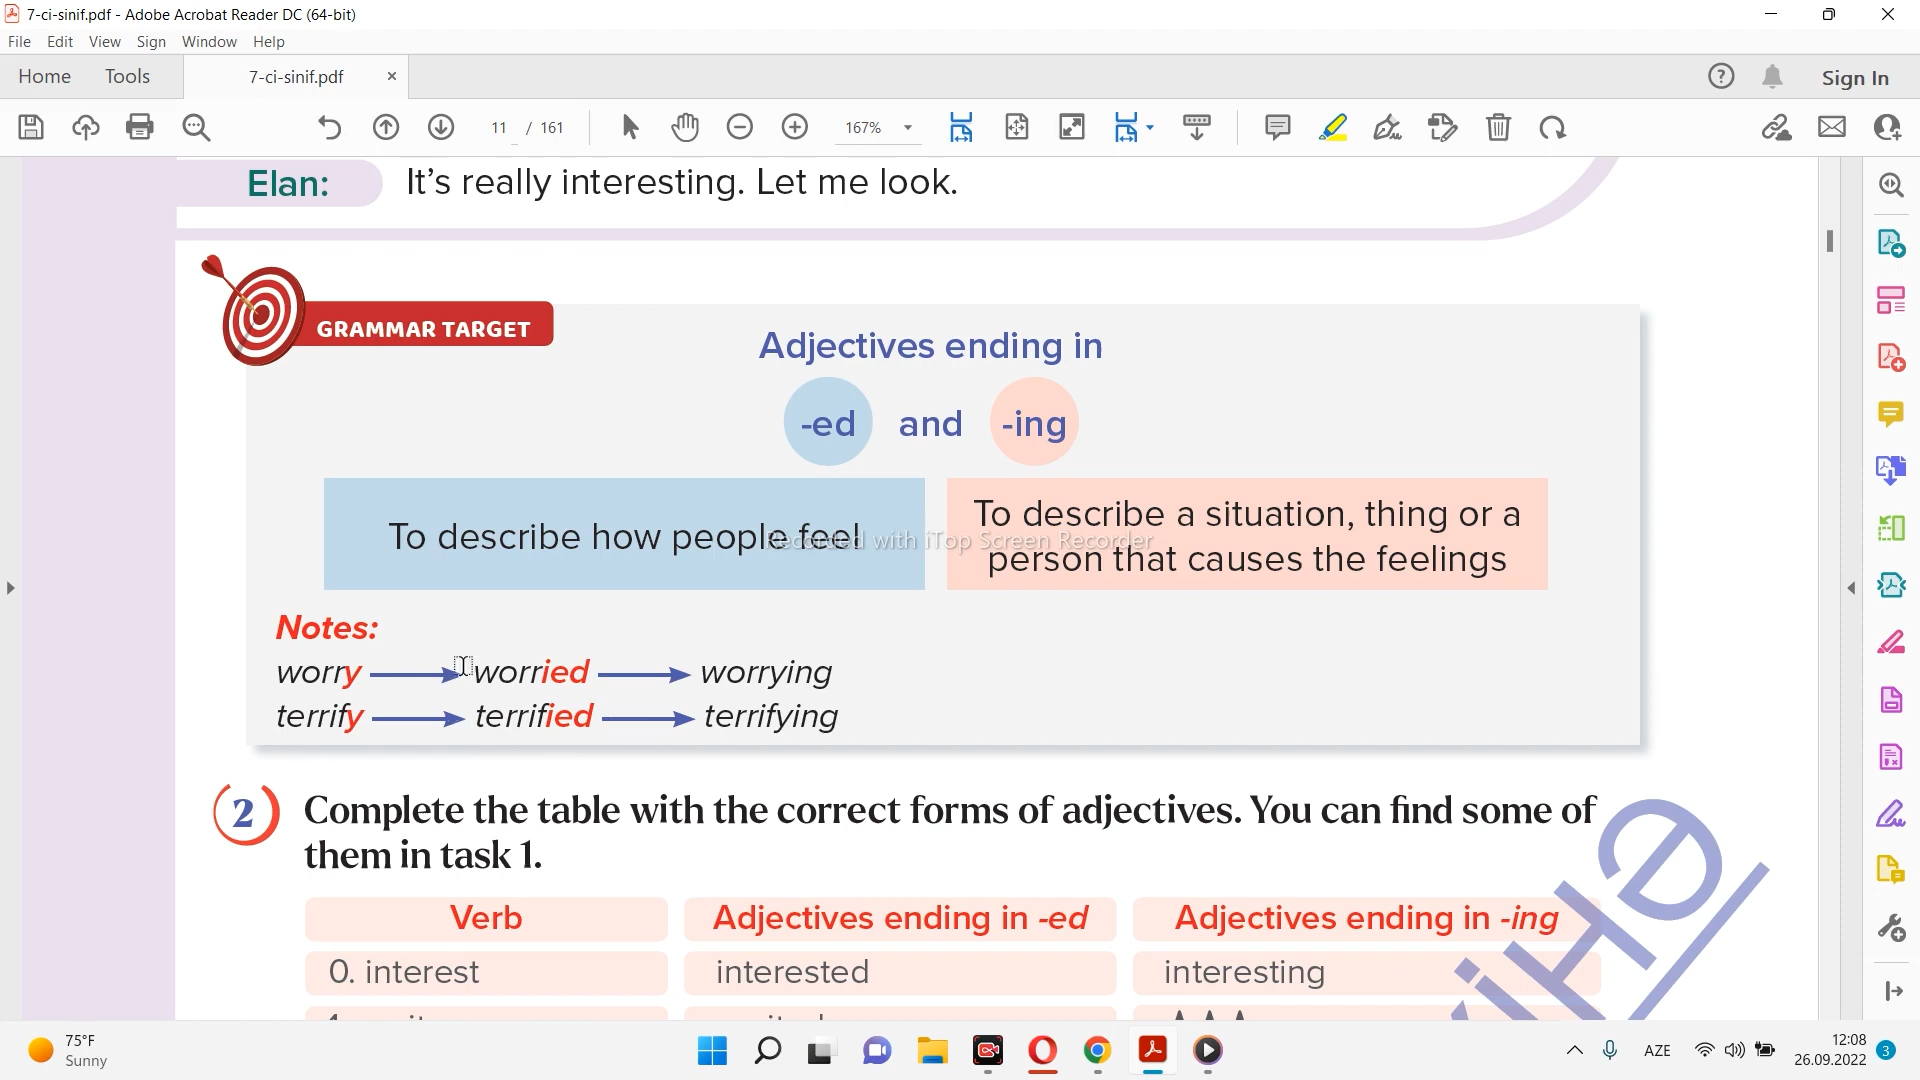 7-ci-sinif.pdf - Adobe Acrobat Reader DC (64-bit)
File Edit View Sign Window Help
Home Tools 7-ci-sinif.pdf Sign In
11 / 161 167%
Elan: It's really interesting. Let me look.
GRAMMAR TARGET
Adjectives ending in
-ed and -ing
To describe how people feel
To describe a situation, thing or a
person that causes the feelings
Recorded with iTop Screen Recorder
Notes:
worry worried worrying
terrify terrified terrifying
2 Complete the table with the correct forms of adjectives. You can find some of
them in task 1.
Verb Adjectives ending in -ed Adjectives ending in -ing
0. interest interested interesting
75°F
Sunny
AZE
12:08
26.09.2022
3